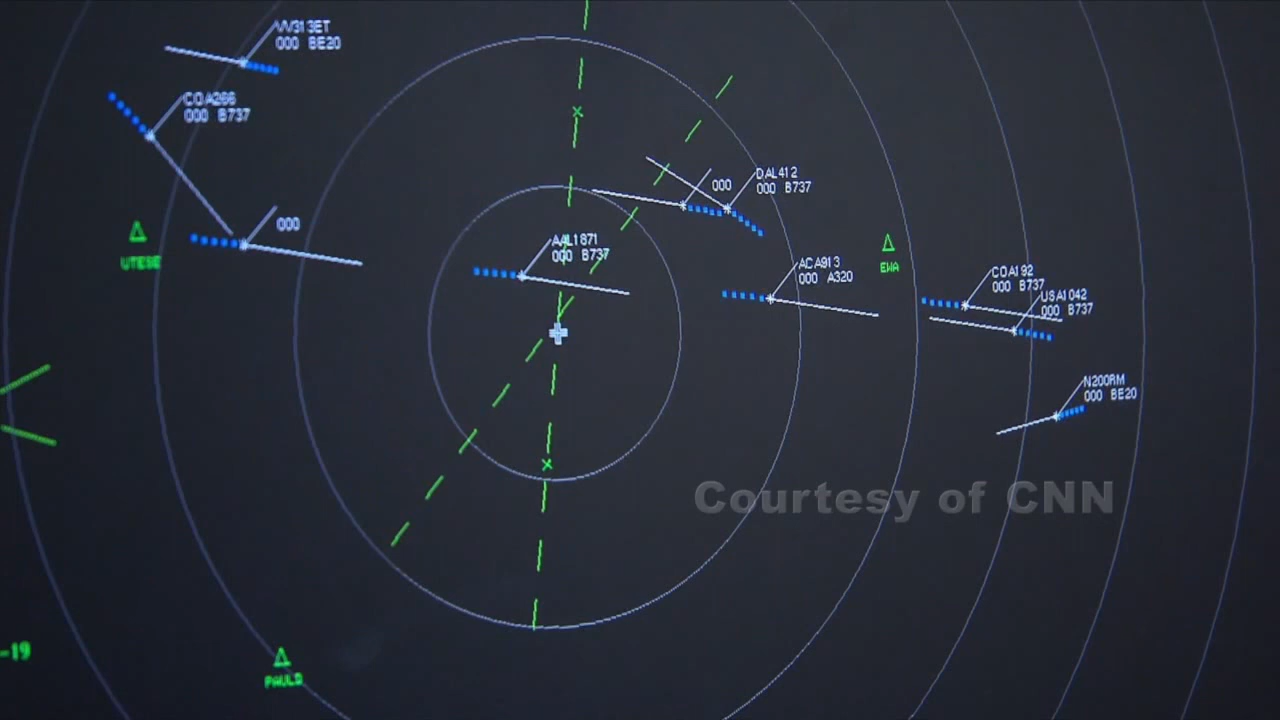 VV313ET
000 BE20
COA266
000 B737
000
UTESE
AAL1871
000 B737
000
DAL412
000 B737
ACA913
000 A320
EWA
COA192
000 B737
USA1042
000 B737
N200RM
000 BE20
Courtesy of CNN
-19
PAULD